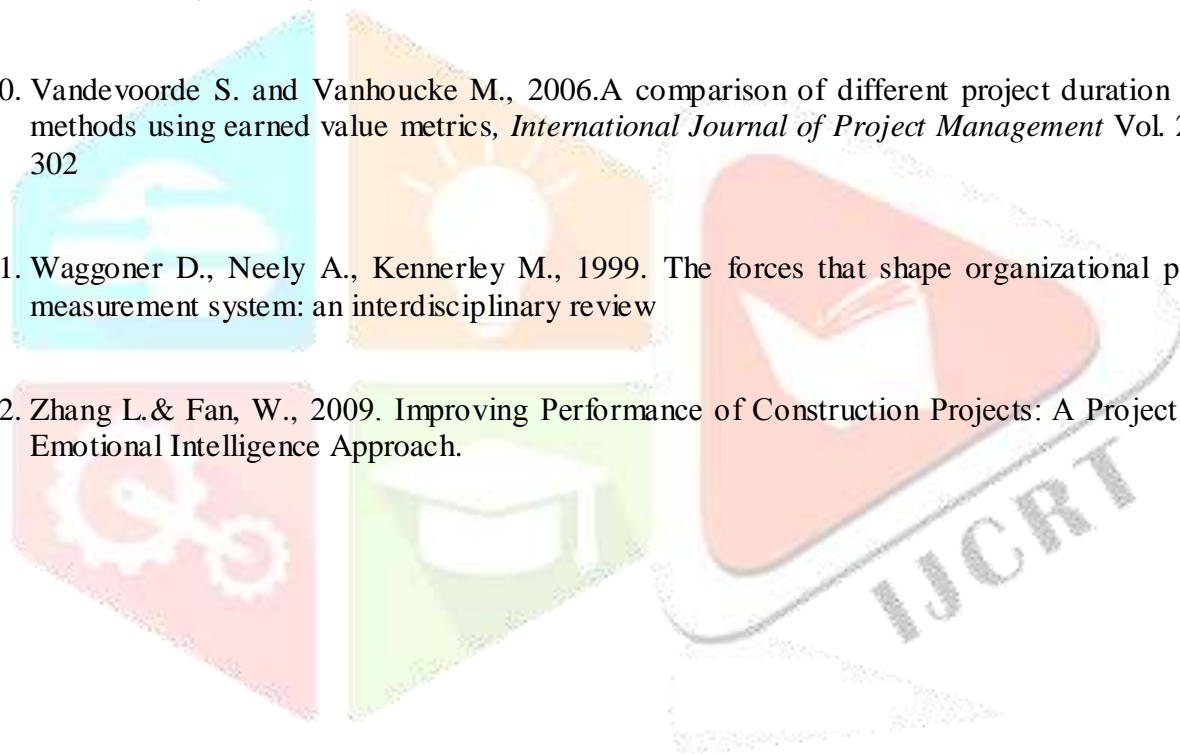 0. Vandevoorde S. and Vanhoucke M., 2006.A comparison of different project duration
methods using earned value metrics, International Journal of Project Management Vol. 2
302
1. Waggoner D., Neely A., Kennerley M., 1999. The forces that shape organizational p
measurement system: an interdisciplinary review
2. Zhang L.& Fan, W., 2009. Improving Performance of Construction Projects: A Project
Emotional Intelligence Approach.
IJCRT